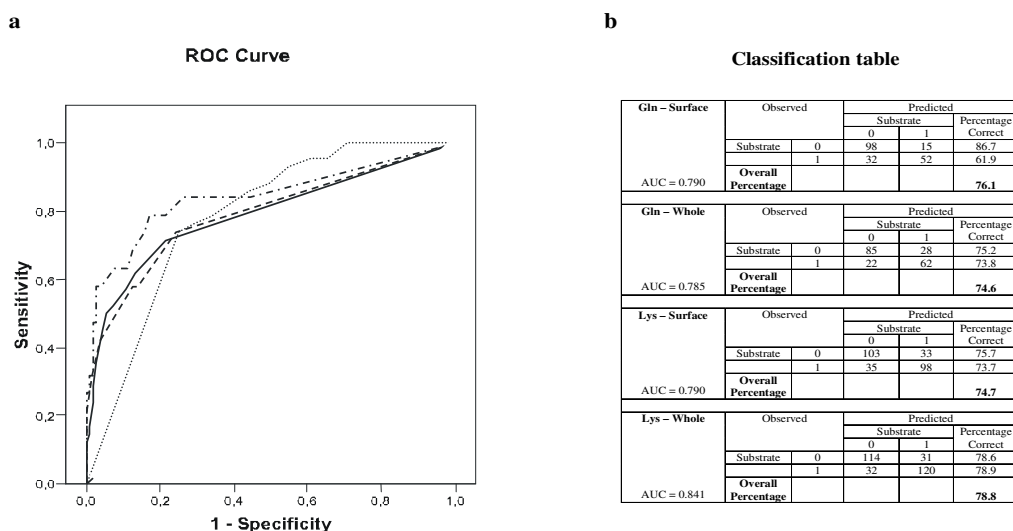 a
ROC Curve
1,0
0,8
0,6
0,4
0,2
0,0
Sensitivity
0,0 0,2 0,4 0,6 0,8 1,0
1 - Specificity
b
Classification table
Gln – Surface Observed Predicted
Substrate Percentage
0 1 Correct
Substrate 0 98 15 86.7
1 32 52 61.9
Overall
AUC = 0.790 Percentage 76.1
Gln – Whole Observed Predicted
Substrate Percentage
0 1 Correct
Substrate 0 85 28 75.2
1 22 62 73.8
Overall
AUC = 0.785 Percentage 74.6
Lys – Surface Observed Predicted
Substrate Percentage
0 1 Correct
Substrate 0 103 33 75.7
1 35 98 73.7
Overall
AUC = 0.790 Percentage 74.7
Lys – Whole Observed Predicted
Substrate Percentage
0 1 Correct
Substrate 0 114 31 78.6
1 32 120 78.9
Overall
AUC = 0.841 Percentage 78.8